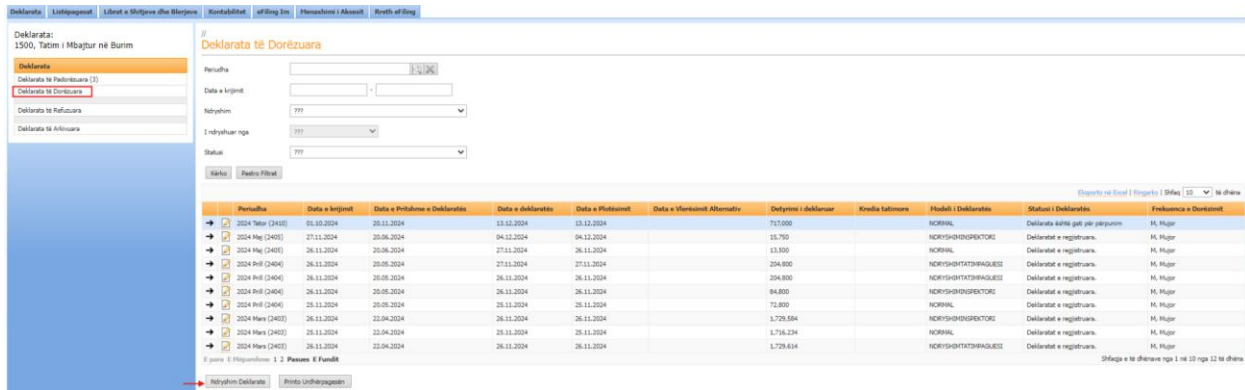 Deklarata Listëpagesat Librat e Shitjeve dhe Blerjeve Kontabilitet eFiling Im Menaxhimi i Aksesit Rreth eFiling
Deklarata:
1500, Tatim i Mbajtur në Burim
Deklarata
Deklarata të Padorëzuara (3)
Deklarata të Dorëzuara
Deklarata të Refuzuara
Deklarata të Arkivuara
//
Deklarata të Dorëzuara
Periudha
Data e krijimit -
Ndryshim ???
I ndryshuar nga ???
Statusi ???
Kërko Pastro Filtrat
Eksporto në Excel | Ringarko | Shfaq 10 të dhëna
Periudha Data e krijimit Data e Pritshme e Deklaratës Data e deklaratës Data e Plotësimit Data e Vlerësimit Alternativ Detyrimi i deklaruar Kredia tatimore Modeli i Deklaratës Statusi i Deklaratës Frekuenca e Dorëzimit
2024 Tetor (2410) 01.10.2024 20.11.2024 13.12.2024 13.12.2024 717,000 NORMAL Deklarata është gati për përpunim M, Mujor
2024 Maj (2405) 27.11.2024 20.06.2024 04.12.2024 04.12.2024 15,750 NDRYSHIMINSPEKTORI Deklaratat e regjistruara. M, Mujor
2024 Maj (2405) 26.11.2024 20.06.2024 27.11.2024 26.11.2024 13,500 NORMAL Deklaratat e regjistruara. M, Mujor
2024 Prill (2404) 26.11.2024 20.05.2024 27.11.2024 27.11.2024 204,800 NDRYSHIMTATIMPAGUESI Deklaratat e regjistruara. M, Mujor
2024 Prill (2404) 26.11.2024 20.05.2024 26.11.2024 26.11.2024 204,800 NDRYSHIMTATIMPAGUESI Deklaratat e regjistruara. M, Mujor
2024 Prill (2404) 26.11.2024 20.05.2024 26.11.2024 26.11.2024 84,800 NDRYSHIMINSPEKTORI Deklaratat e regjistruara. M, Mujor
2024 Prill (2404) 25.11.2024 20.05.2024 25.11.2024 25.11.2024 72,800 NORMAL Deklaratat e regjistruara. M, Mujor
2024 Mars (2403) 26.11.2024 22.04.2024 26.11.2024 26.11.2024 1,729,584 NDRYSHIMINSPEKTORI Deklaratat e regjistruara. M, Mujor
2024 Mars (2403) 25.11.2024 22.04.2024 25.11.2024 25.11.2024 1,716,234 NORMAL Deklaratat e regjistruara. M, Mujor
2024 Mars (2403) 26.11.2024 22.04.2024 26.11.2024 26.11.2024 1,729,614 NDRYSHIMTATIMPAGUESI Deklaratat e regjistruara. M, Mujor
E para E Mëparshme 1 2 Pasues E Fundit Shfaqja e të dhënave nga 1 në 10 nga 12 të dhëna
Ndryshim Deklarate Printo Urdhërpagesën